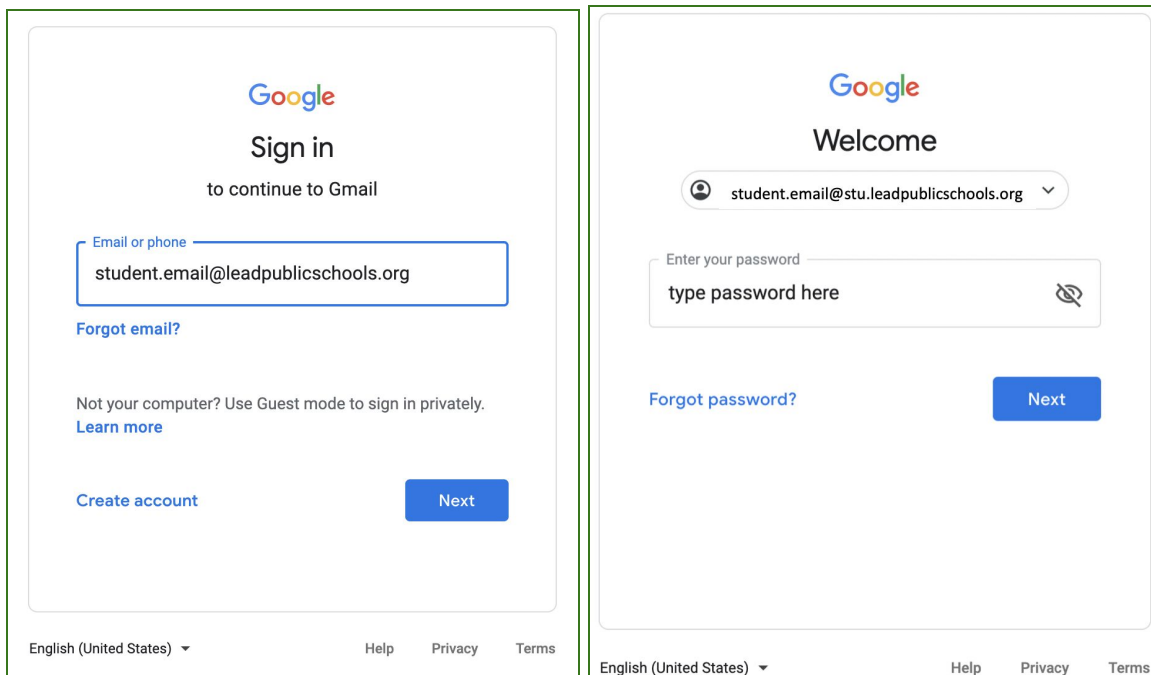 Google
Sign in
to continue to Gmail
Email or phone
student.email@leadpublicschools.org
Forgot email?
Not your computer? Use Guest mode to sign in privately.
Learn more
Create account
Next
English (United States)
Help
Privacy
Terms
Google
Welcome
student.email@stu.leadpublicschools.org
Enter your password
type password here
Forgot password?
Next
English (United States)
Help
Privacy
Terms